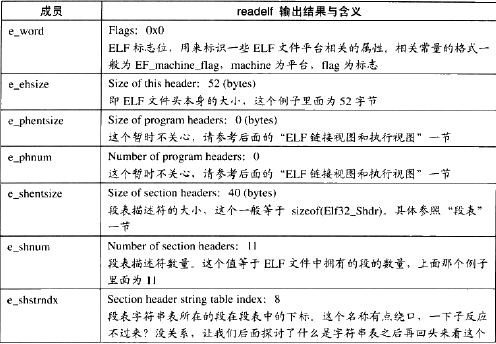 成员 readelf 输出结果与含义
e_word Flags: 0x0
ELF 标志位，用来标识一些 ELF 文件平台相关的属性。相关常量的格式一
般为 EF_machine_flag，machine 为平台，flag 为标志
e_ehsize Size of this header: 52 (bytes)
即 ELF 文件头本身的大小，这个例子里面为 52 字节
e_phentsize Size of program headers: 0 (bytes)
这个暂时不关心，请参考后面的“ELF 链接视图和执行视图”一节
e_phnum Number of program headers: 0
这个暂时不关心，请参考后面的“ELF 链接视图和执行视图”一节
e_shentsize Size of section headers: 40 (bytes)
段表描述符的大小，这个一般等于 sizeof(Elf32_Shdr)。具体参照“段表”
一节
e_shnum Number of section headers: 11
段表描述符数量。这个值等于 ELF 文件中拥有的段的数量，上面那个例子
里面为 11
e_shstrndx Section header string table index: 8
段表字符串表所在的段在段表中的下标。这个名称有点绕口，一下子反应
不过来？没关系，让我们后面探讨了什么是字符串表之后再回头来看这个